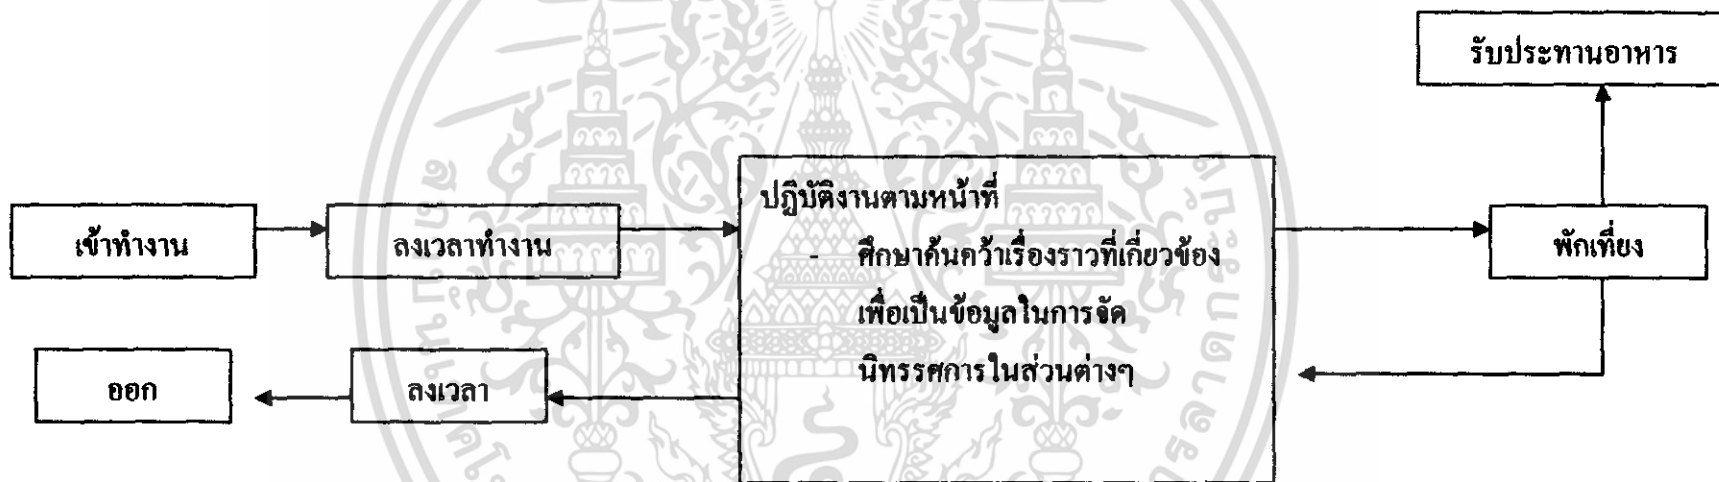 รับประทานอาหาร
เข้าทำงาน
ลงเวลาทำงาน
ปฏิบัติงานตามหน้าที่
- ศึกษาค้นคว้าเรื่องราวที่เกี่ยวข้อง
เพื่อเป็นข้อมูลในการจัด
นิทรรศการในส่วนต่างๆ
พักเที่ยง
ออก
ลงเวลา